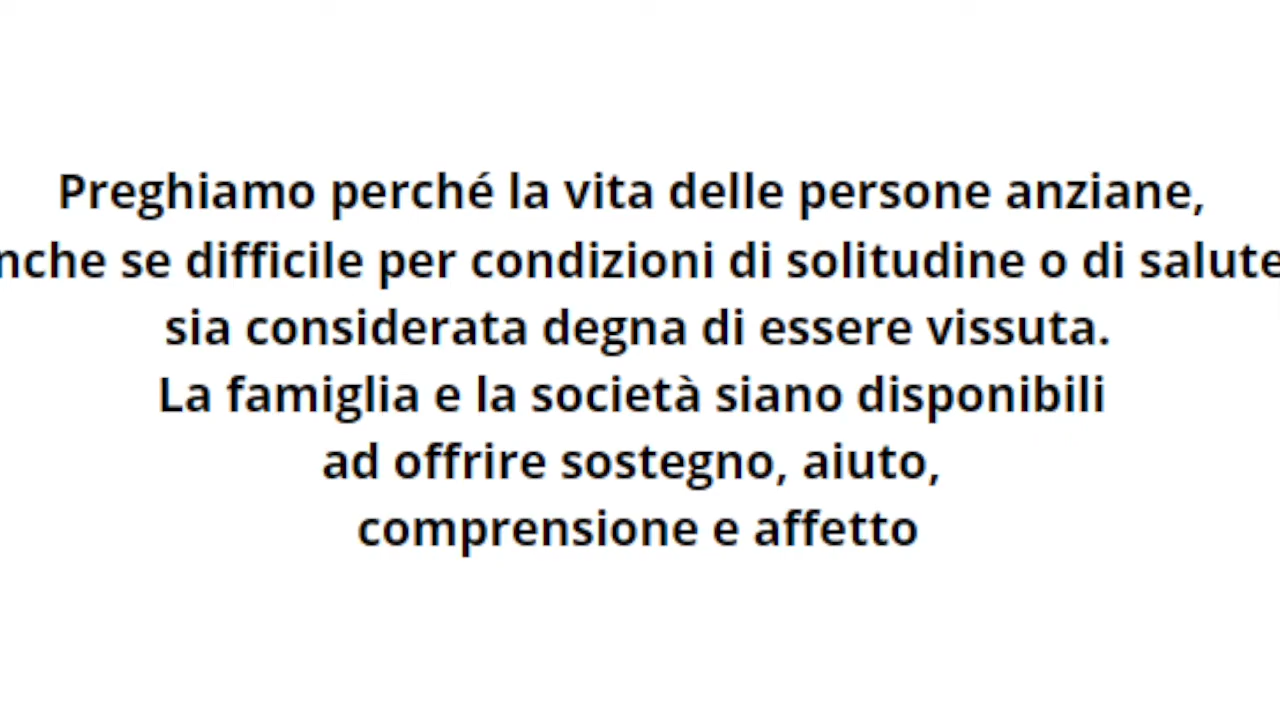 Preghiamo perché la vita delle persone anziane,
nche se difficile per condizioni di solitudine o di salute
sia considerata degna di essere vissuta.
La famiglia e la società siano disponibili
ad offrire sostegno, aiuto,
comprensione e affetto